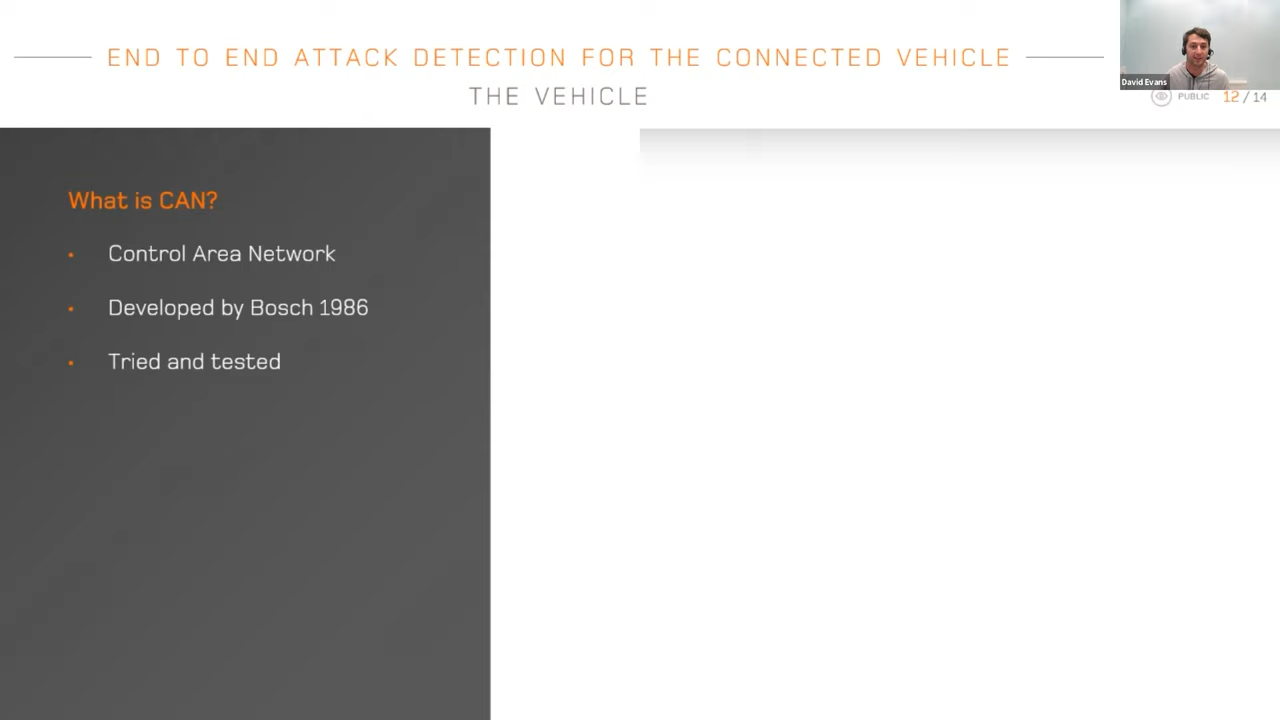 END TO END ATTACK DETECTION FOR THE CONNECTED VEHICLE
THE VEHICLE
David Evans
PUBLIC 12 / 14
What is CAN?
• Control Area Network
• Developed by Bosch 1986
• Tried and tested